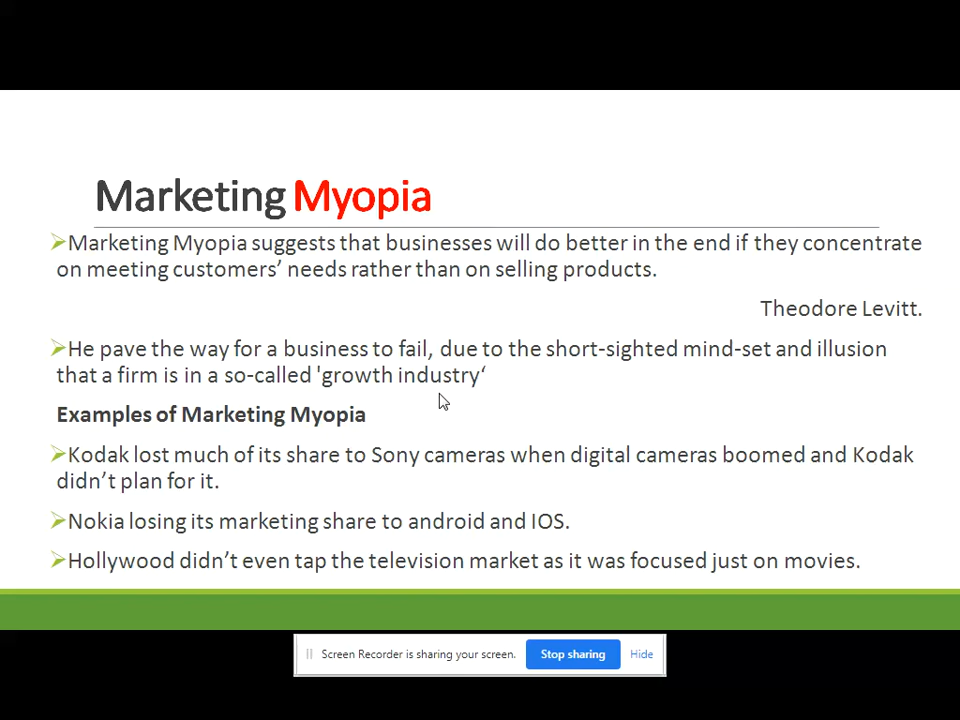 Marketing Myopia
➢Marketing Myopia suggests that businesses will do better in the end if they concentrate
on meeting customers’ needs rather than on selling products.
Theodore Levitt.
➢He pave the way for a business to fail, due to the short-sighted mind-set and illusion
that a firm is in a so-called 'growth industry‘
Examples of Marketing Myopia
➢Kodak lost much of its share to Sony cameras when digital cameras boomed and Kodak
didn’t plan for it.
➢Nokia losing its marketing share to android and IOS.
➢Hollywood didn’t even tap the television market as it was focused just on movies.
Screen Recorder is sharing your screen. Stop sharing Hide